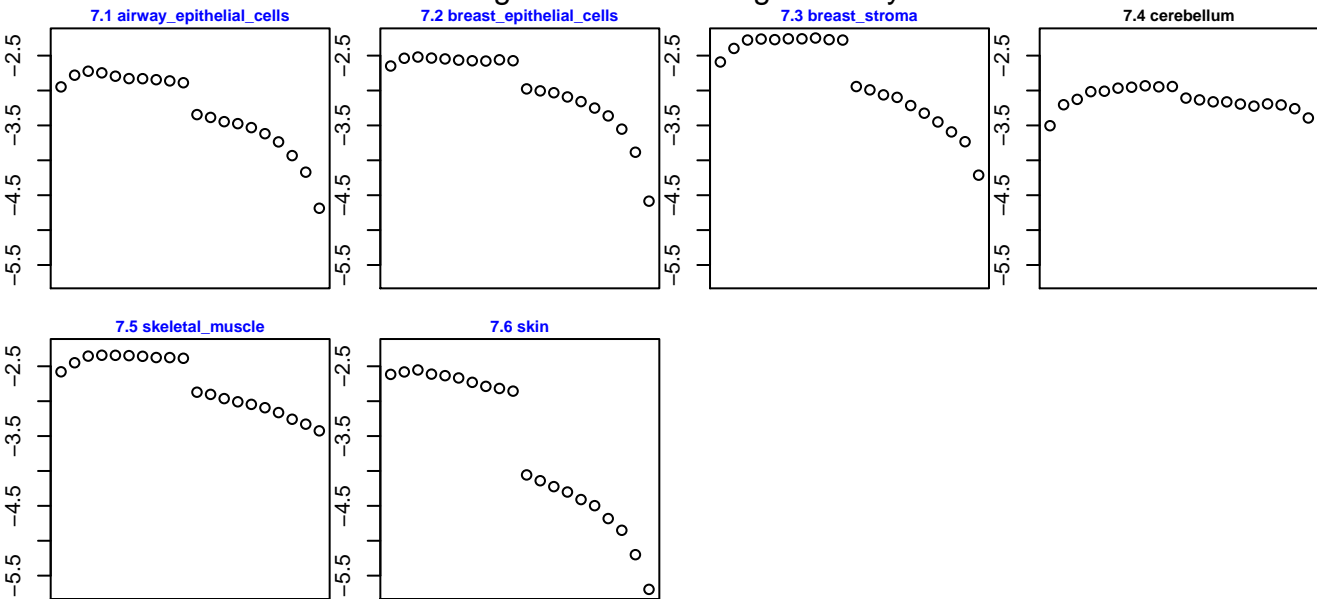 7.1 airway_epithelial_cells 7.2 breast_epithelial_cells 7.3 breast_stroma 7.4 cerebellum
−2.5 −2.5 −2.5 −2.5
−3.5 −3.5 −3.5 −3.5
−4.5 −4.5 −4.5 −4.5
−5.5 −5.5 −5.5 −5.5
7.5 skeletal_muscle 7.6 skin
−2.5 −2.5
−3.5 −3.5
−4.5 −4.5
−5.5 −5.5